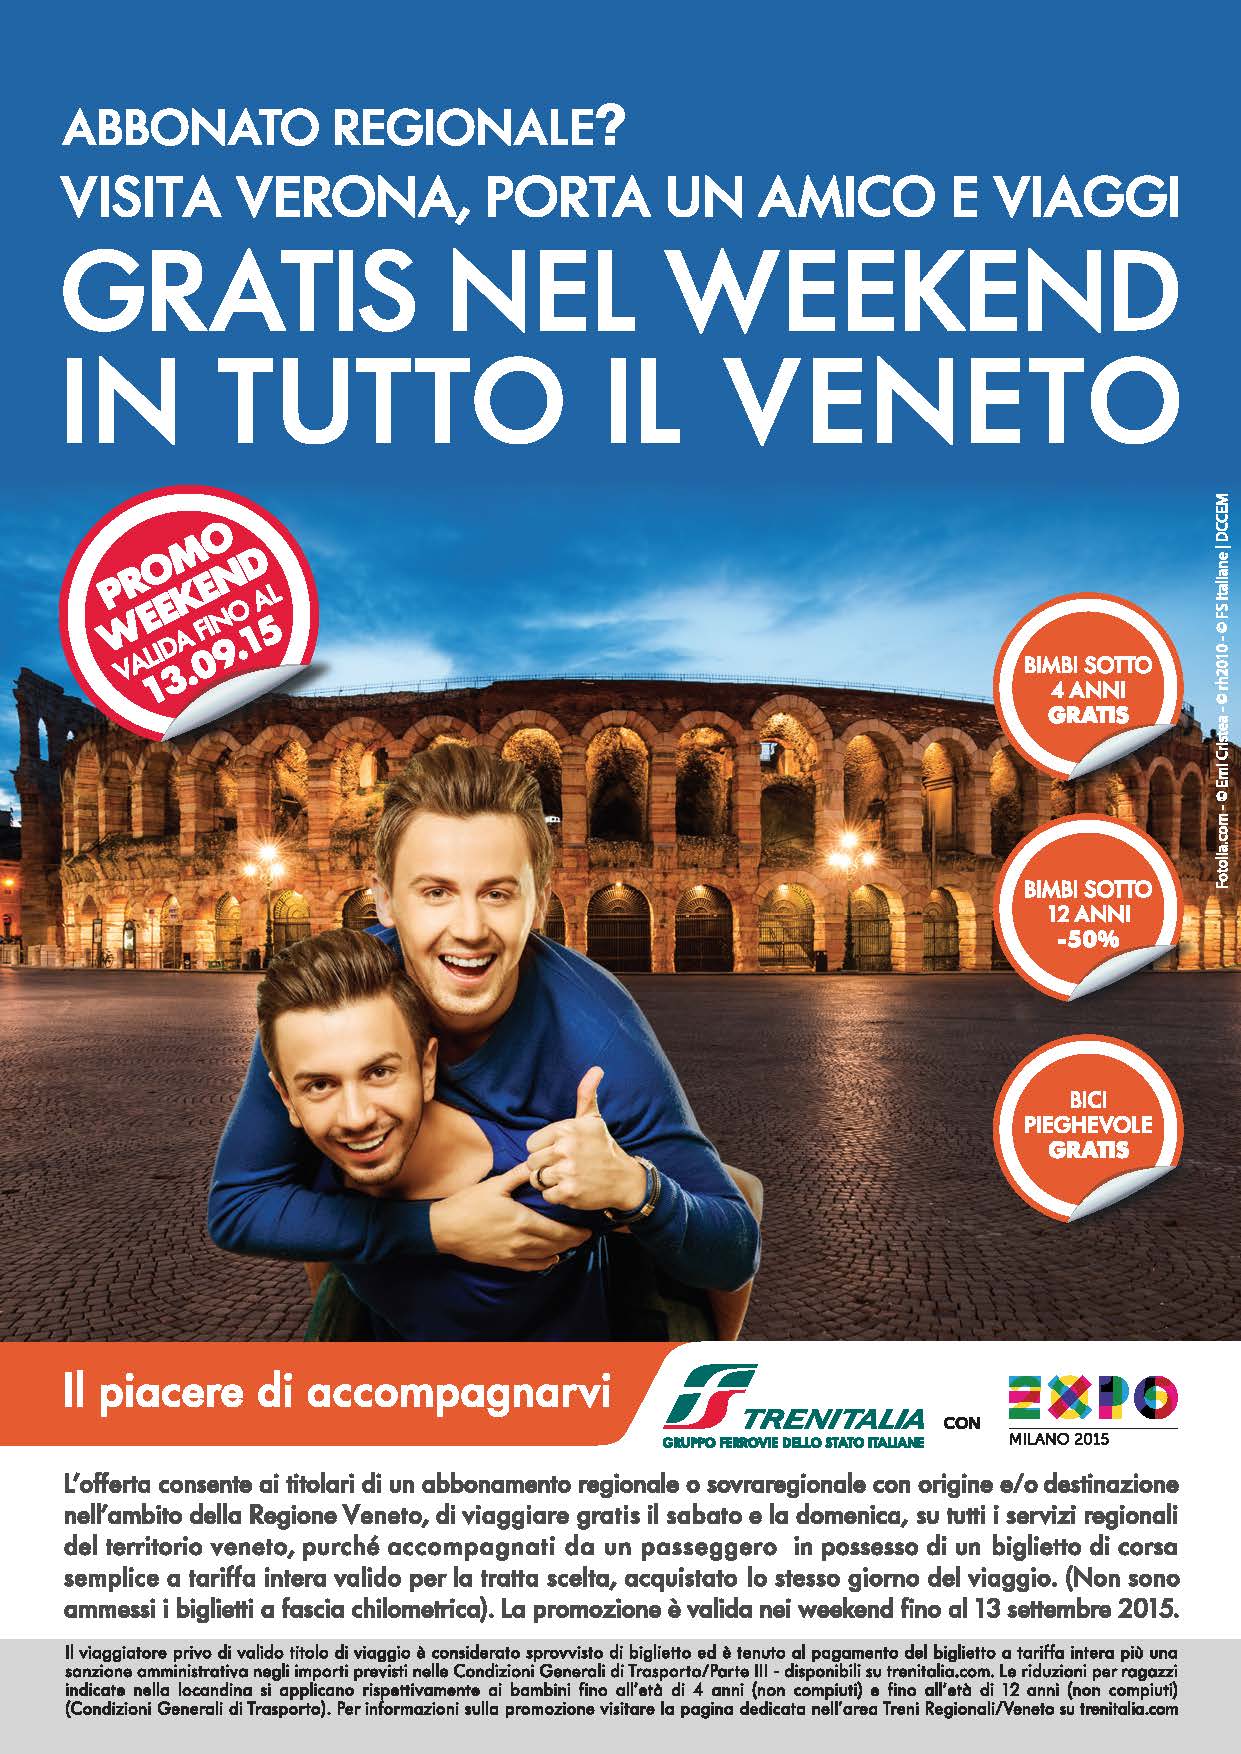 ABBONATO REGIONALE?
VISITA VERONA, PORTA UN AMICO E VIAGGI
GRATIS NEL WEEKEND
IN TUTTO IL VENETO
PROMO
WEEKEND
VALIDA FINO AL
13.09.15
BIMBI SOTTO
4 ANNI
GRATIS
BIMBI SOTTO
12 ANNI
-50%
BICI
PIEGHEVOLE
GRATIS
Fotolia.com - © Emi Cristea - © rh2010 - © FS Italiane | DCCEM
Il piacere di accompagnarvi
TRENITALIA
GRUPPO FERROVIE DELLO STATO ITALIANE
CON
EXPO
MILANO 2015
L'offerta consente ai titolari di un abbonamento regionale o sovraregionale con origine e/o destinazione
nell'ambito della Regione Veneto, di viaggiare gratis il sabato e la domenica, su tutti i servizi regionali
del territorio veneto, purché accompagnati da un passeggero in possesso di un biglietto di corsa
semplice a tariffa intera valido per la tratta scelta, acquistato lo stesso giorno del viaggio. (Non sono
ammessi i biglietti a fascia chilometrica). La promozione è valida nei weekend fino al 13 settembre 2015.
Il viaggiatore privo di valido titolo di viaggio è considerato sprovvisto di biglietto ed è tenuto al pagamento del biglietto a tariffa intera più una
sanzione amministrativa negli importi previsti nelle Condizioni Generali di Trasporto/Parte III - disponibili su trenitalia.com. Le riduzioni per ragazzi
indicate nella locandina si applicano rispettivamente ai bambini fino all'età di 4 anni (non compiuti) e fino all'età di 12 anni (non compiuti)
(Condizioni Generali di Trasporto). Per informazioni sulla promozione visitare la pagina dedicata nell'area Treni Regionali/Veneto su trenitalia.com